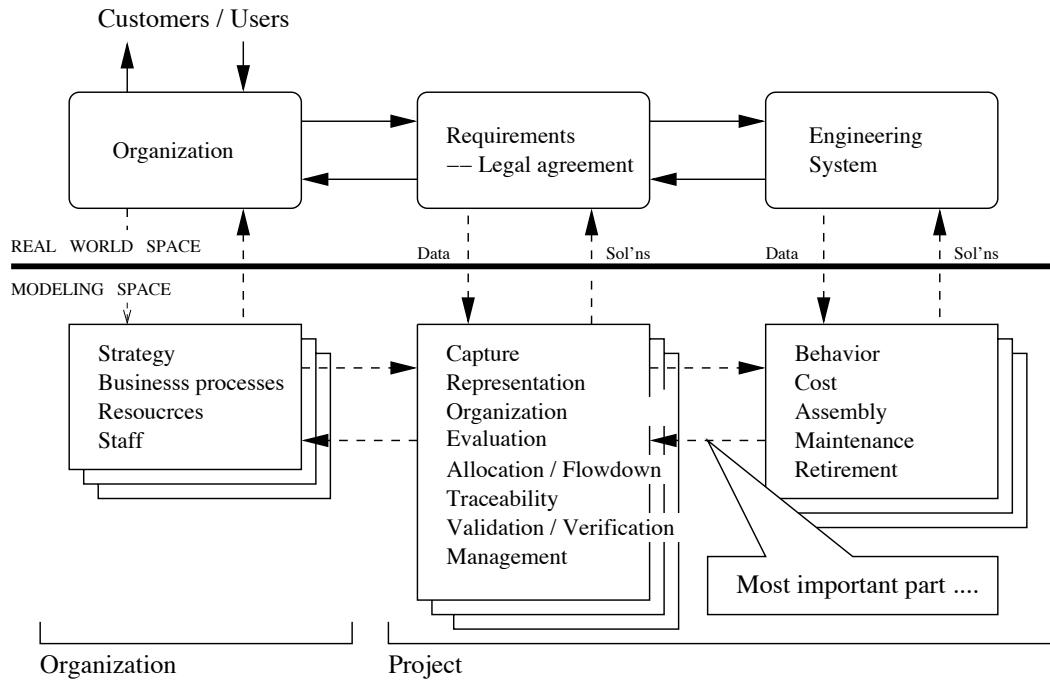 Customers / Users
Organization
Requirements
–– Legal agreement
Engineering
System
REAL WORLD SPACE
Data
Sol'ns
Data
Sol'ns
MODELING SPACE
Strategy
Businesss processes
Resoucrces
Staff
Capture
Representation
Organization
Evaluation
Allocation / Flowdown
Traceability
Validation / Verification
Management
Behavior
Cost
Assembly
Maintenance
Retirement
Most important part ....
Organization
Project